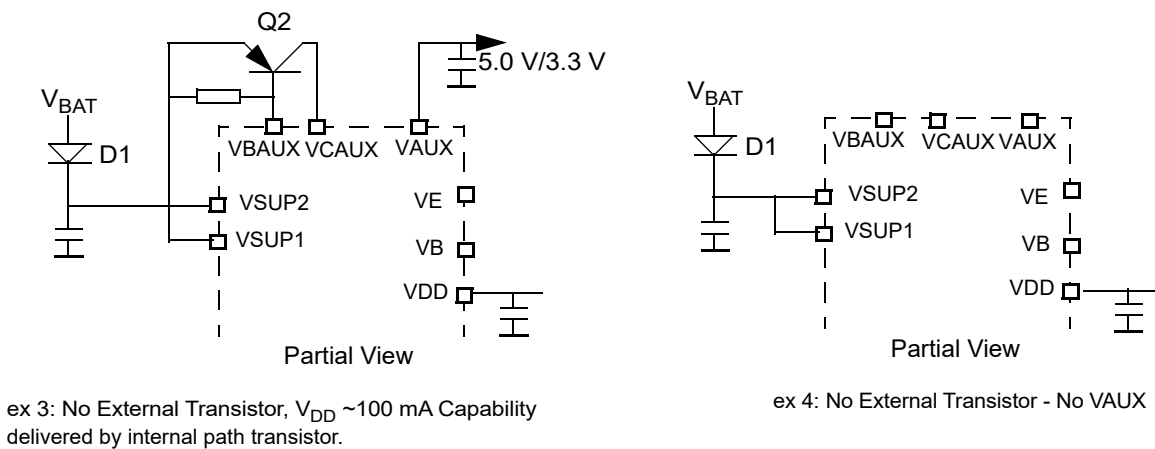 Q2
5.0 V/3.3 V
VBAT
D1
VBAUX VCAUX VAUX
VSUP2
VSUP1
VE
VB
VDD
Partial View
ex 3: No External Transistor, VDD ~100 mA Capability
delivered by internal path transistor.
VBAT
D1
VBAUX VCAUX VAUX
VSUP2
VSUP1
VE
VB
VDD
Partial View
ex 4: No External Transistor - No VAUX